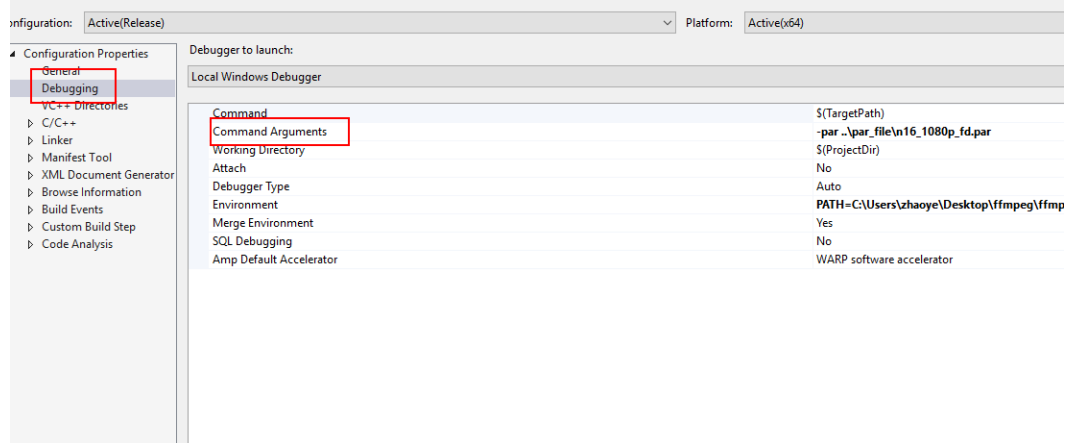 onfiguration: Active(Release) Platform: Active(x64)
Configuration Properties
General
Debugging
VC++ Directories
C/C++
Linker
Manifest Tool
XML Document Generator
Browse Information
Build Events
Custom Build Step
Code Analysis
Debugger to launch:
Local Windows Debugger
Command $(TargetPath)
Command Arguments -par ..\par_file\n16_1080p_fd.par
Working Directory $(ProjectDir)
Attach No
Debugger Type Auto
Environment PATH=C:\Users\zhaoye\Desktop\ffmpeg\ffmp
Merge Environment Yes
SQL Debugging No
Amp Default Accelerator WARP software accelerator